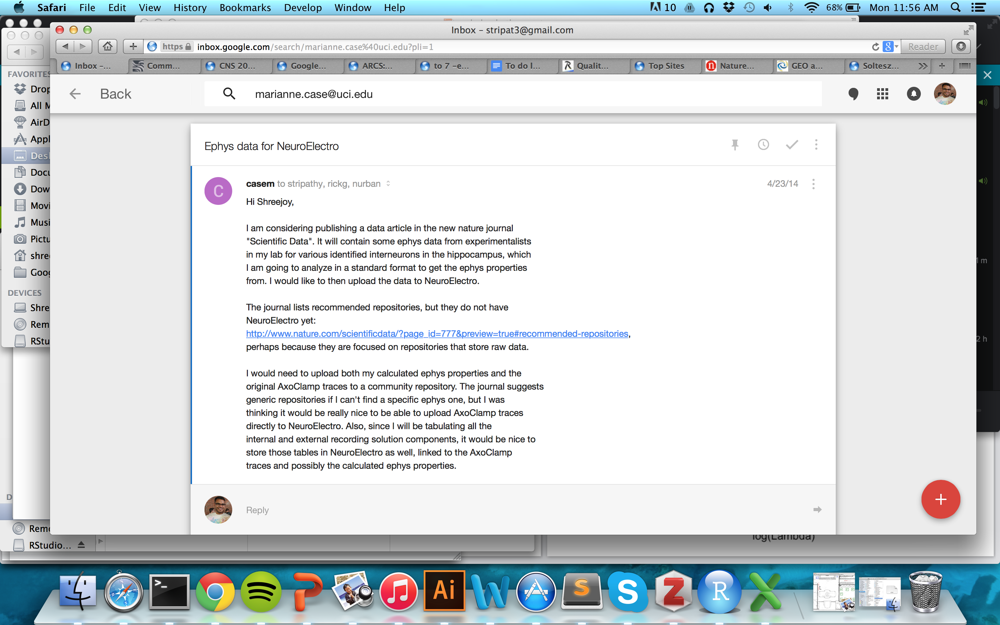 Safari File Edit View History Bookmarks Develop Window Help 10 68% Mon 11:56 AM
Inbox – stripat3@gmail.com
https inbox.google.com/search/marianne.case%40uci.edu?pli=1 Reader
Inbox –... Comm... CNS 20... Google... ARCS:... to 7 –e... To do l... Qualit... Top Sites Nature... GEO a... Soltesz...
FAVORITES
Drop
All M
AirD
Appl
Desk
Docu
Dow
Movi
Musi
Pictu
shree
Goog
DEVICES
Shre
Rem
RStu
Back marianne.case@uci.edu
Ephys data for NeuroElectro
C
casem to stripathy, rickg, nurban 4/23/14
Hi Shreejoy,
I am considering publishing a data article in the new nature journal
"Scientific Data". It will contain some ephys data from experimentalists
in my lab for various identified interneurons in the hippocampus, which
I am going to analyze in a standard format to get the ephys properties
from. I would like to then upload the data to NeuroElectro.
The journal lists recommended repositories, but they do not have
NeuroElectro yet:
http://www.nature.com/scientificdata/?page_id=777&preview=true#recommended-repositories,
perhaps because they are focused on repositories that store raw data.
I would need to upload both my calculated ephys properties and the
original AxoClamp traces to a community repository. The journal suggests
generic repositories if I can't find a specific ephys one, but I was
thinking it would be really nice to be able to upload AxoClamp traces
directly to NeuroElectro. Also, since I will be tabulating all the
internal and external recording solution components, it would be nice to
store those tables in NeuroElectro as well, linked to the AxoClamp
traces and possibly the calculated ephys properties.
Reply
1 m
2 h
D
Remo
RStudio...
log(Lambda)
Ai
W
S
S
Z
R
X